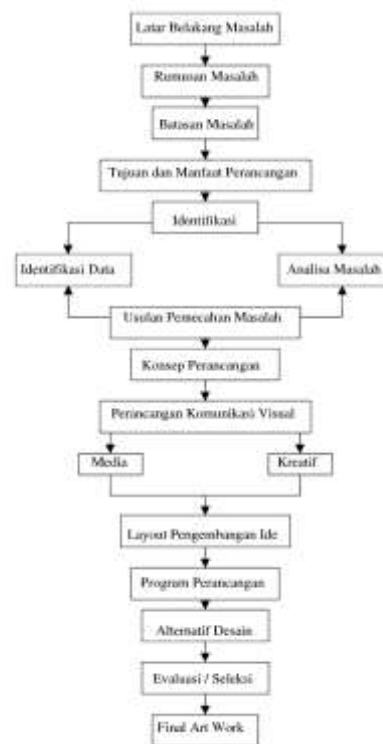 Latar Belakang Masalah
Rumusan Masalah
Batasan Masalah
Tujuan dan Manfaat Perancangan
Identifikasi
Identifikasi Data
Analisa Masalah
Usulan Pemecahan Masalah
Konsep Perancangan
Perancangan Komunikasi Visual
Media
Kreatif
Layout Pengembangan Ide
Program Perancangan
Alternatif Desain
Evaluasi / Seleksi
Final Art Work